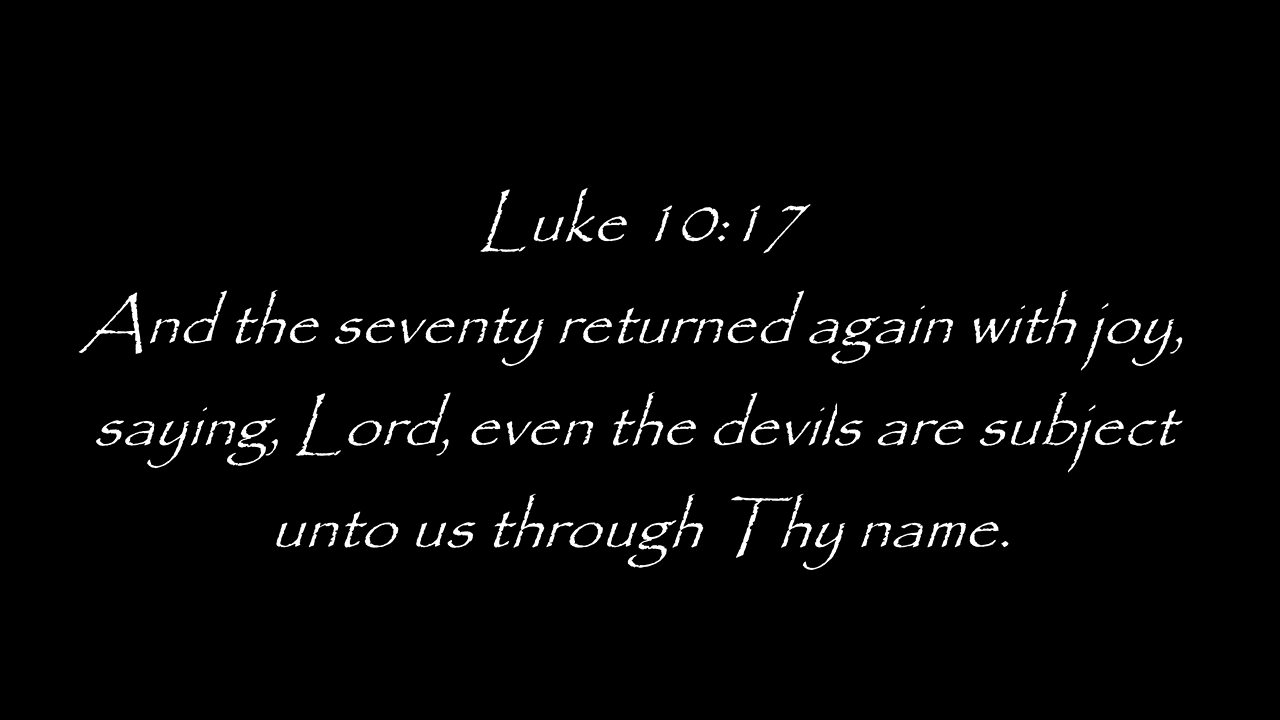 Luke 10:17
And the seventy returned again with joy,
saying, Lord, even the devils are subject
unto us through Thy name.